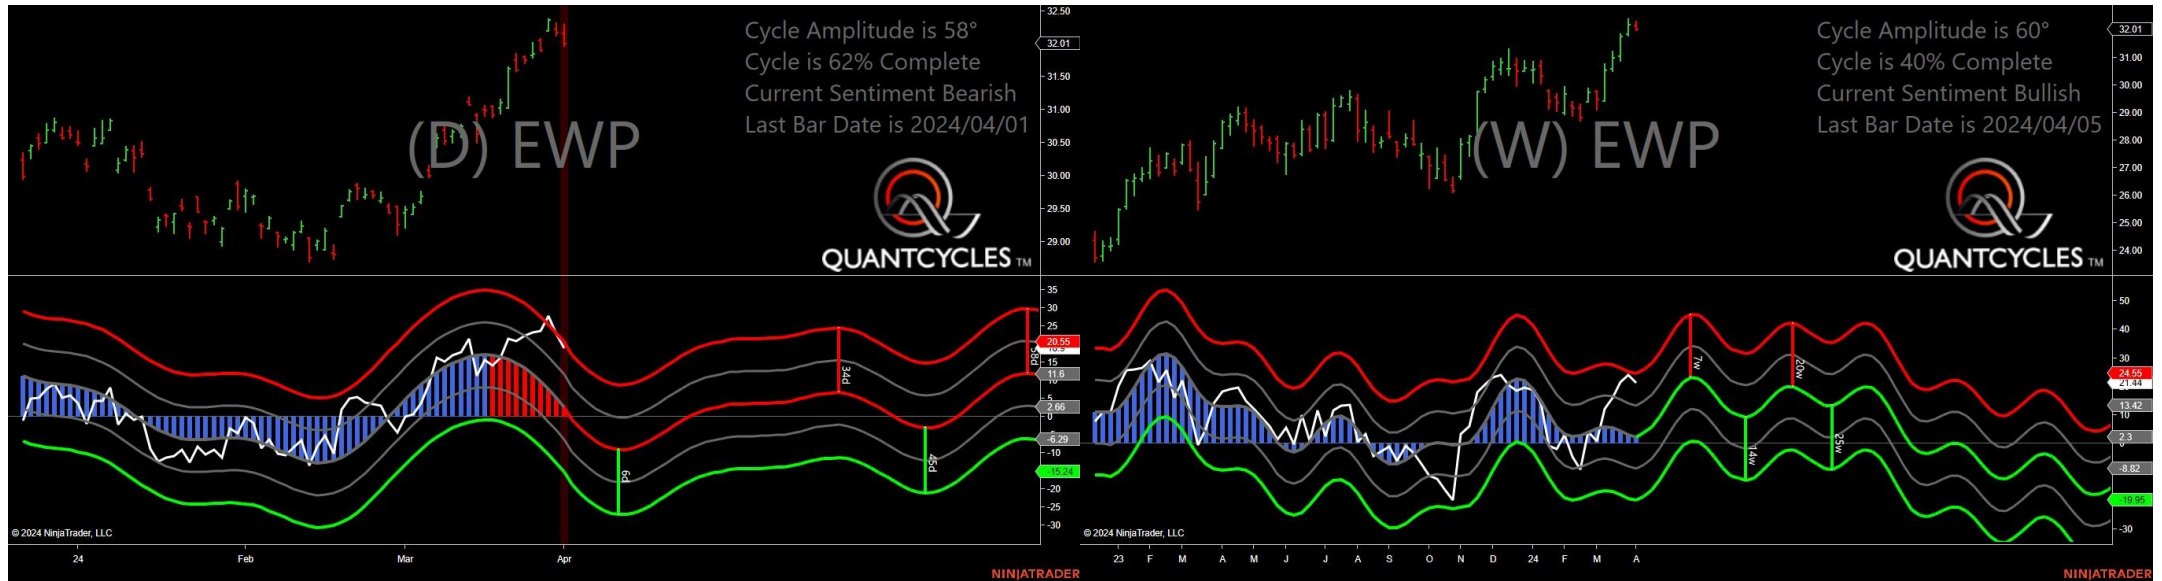 Cycle Amplitude is 58°
Cycle is 62% Complete
Current Sentiment Bearish
Last Bar Date is 2024/04/01
(D) EWP
QUANTCYCLES TM
32.50
32.01
31.50
31.00
30.50
30.00
29.50
29.00
35
30
25
20.55
15
11.6
2.66
0
-6.29
-10
-15.24
-20
-25
-30
6d
34d
45d
58d
© 2024 NinjaTrader, LLC
24 Feb Mar Apr
NINJATRADER
Cycle Amplitude is 60°
Cycle is 40% Complete
Current Sentiment Bullish
Last Bar Date is 2024/04/05
(W) EWP
QUANTCYCLES TM
32.01
31.00
30.00
29.00
28.00
27.00
26.00
25.00
24.00
50
40
30
24.55
21.44
13.42
2.3
-8.82
-19.95
-30
7w
14w
20w
25w
© 2024 NinjaTrader, LLC
23 F M A M J J A S O N D 24 F M A
NINJATRADER